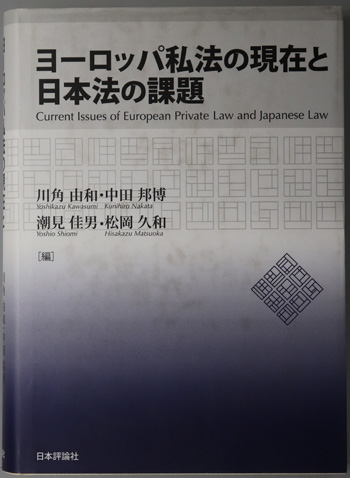 ヨーロッパ私法の現在と
日本法の課題
Current Issues of European Private Law and Japanese Law
川角 由和・中田 邦博
Yoshikazu Kawasumi Kunihiro Nakata
潮見 佳男・松岡 久和
Yoshio Shiomi Hisakazu Matsuoka
[編]
日本評論社